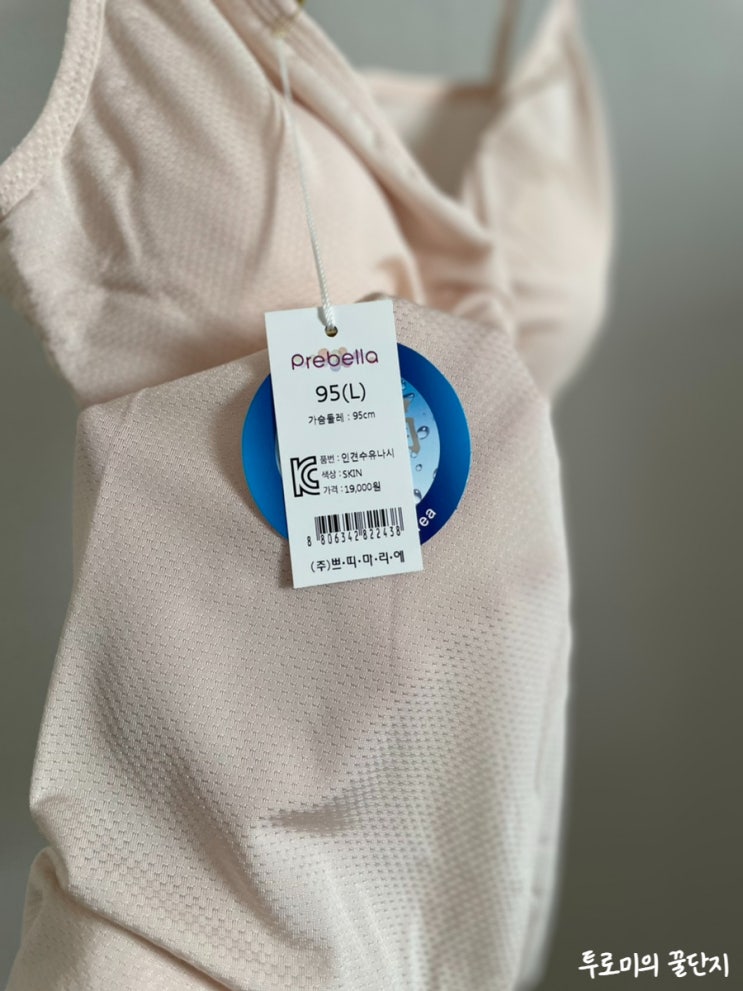 Prebella
95(L)
가슴둘레 : 95cm
품번 : 인견수유나시
색상 : SKIN
가격 : 19,000원
8 806342 822438
(주)쁘·띠·마·리·에
투로미의 꿀단지